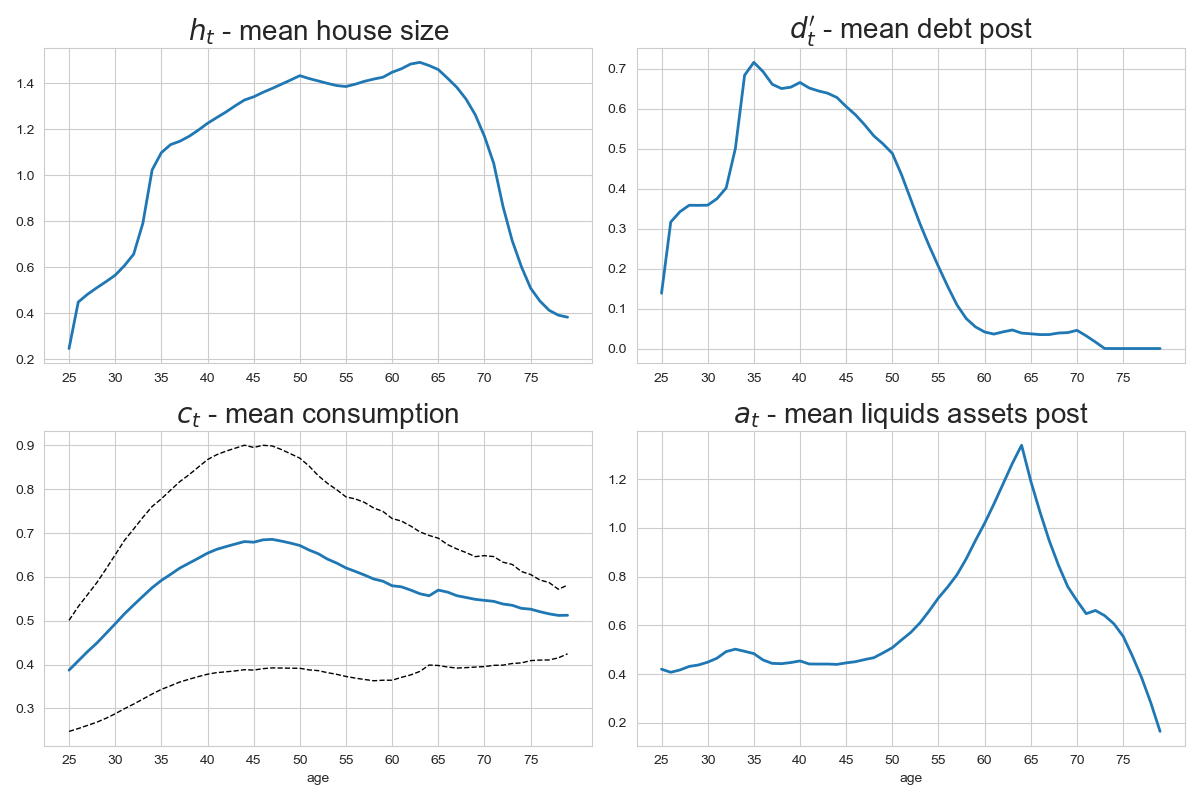 h_t - mean house size
1.4
1.2
1.0
0.8
0.6
0.4
0.2
25 30 35 40 45 50 55 60 65 70 75
d′_t - mean debt post
0.7
0.6
0.5
0.4
0.3
0.2
0.1
0.0
25 30 35 40 45 50 55 60 65 70 75
c_t - mean consumption
0.9
0.8
0.7
0.6
0.5
0.4
0.3
25 30 35 40 45 50 55 60 65 70 75
age
a_t - mean liquids assets post
1.2
1.0
0.8
0.6
0.4
0.2
25 30 35 40 45 50 55 60 65 70 75
age